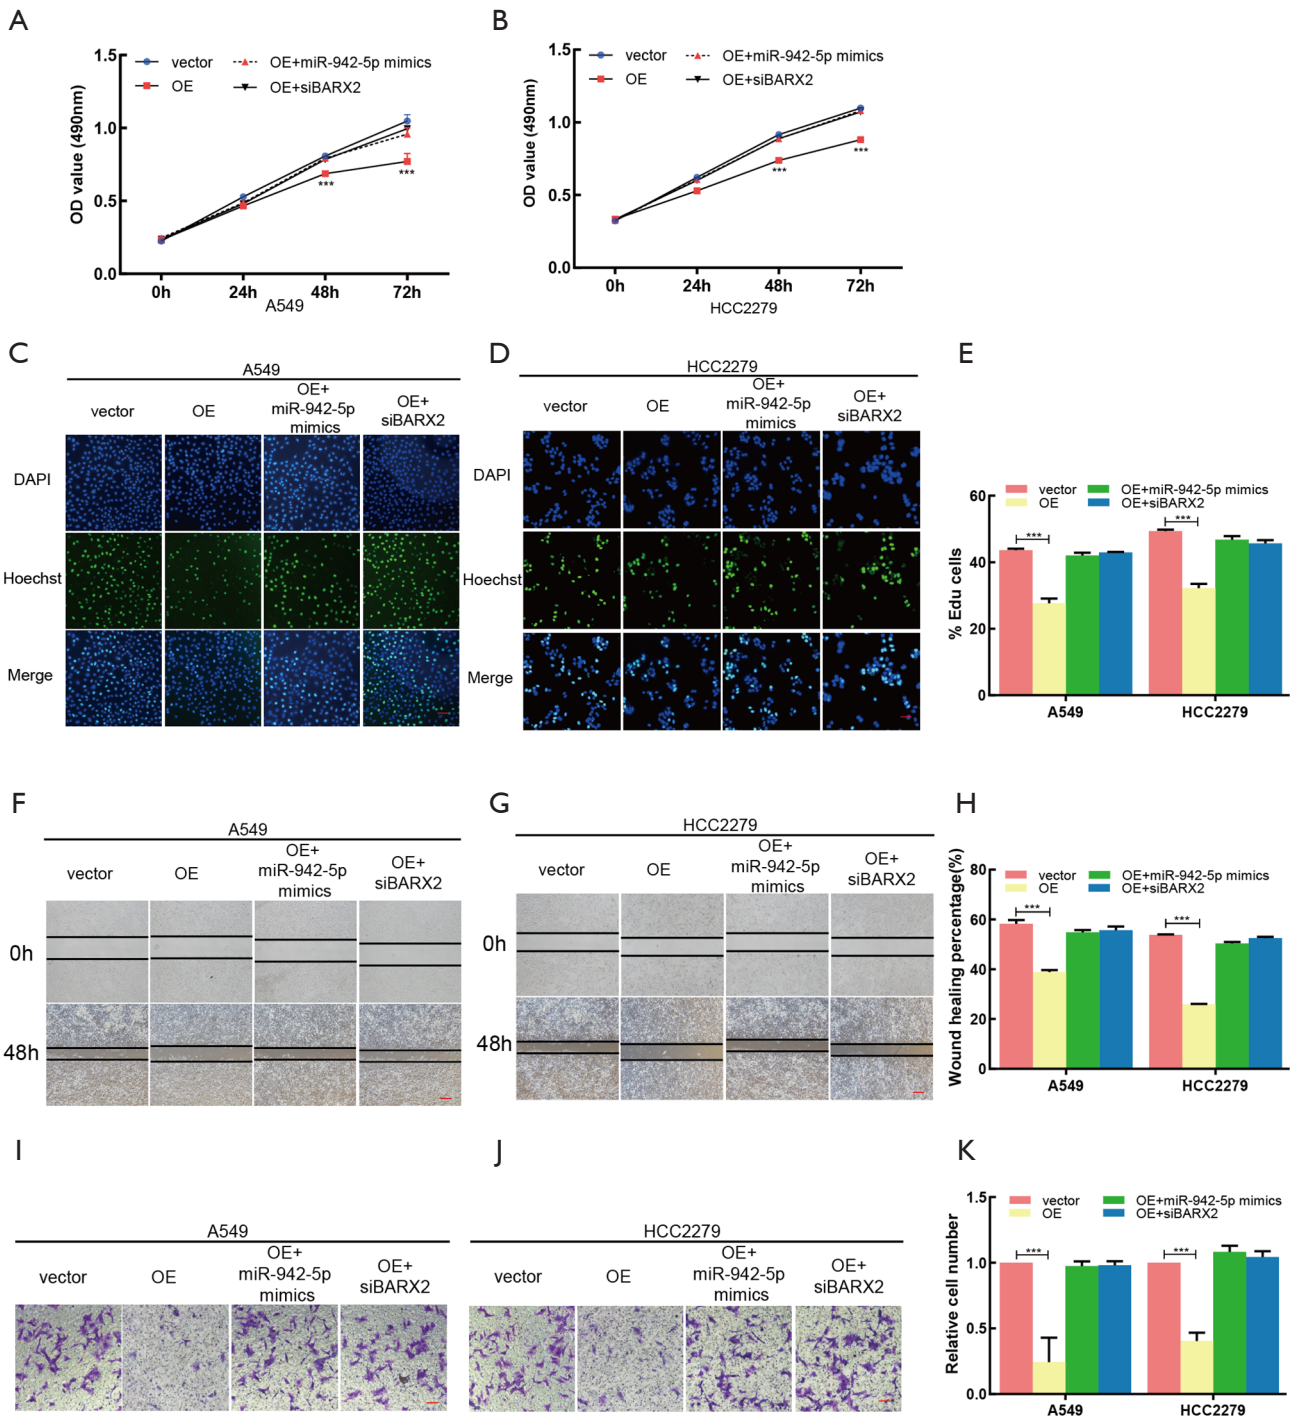 A
1.5
1.0
0.5
0.0
OD value (490nm)
vector
OE
OE+miR-942-5p mimics
OE+siBARX2
***
***
0h 24h 48h 72h
A549
B
1.5
1.0
0.5
0.0
OD value (490nm)
vector
OE
OE+miR-942-5p mimics
OE+siBARX2
***
***
0h 24h 48h 72h
HCC2279
C
A549
vector
OE
OE+
miR-942-5p
mimics
OE+
siBARX2
DAPI
Hoechst
Merge
D
HCC2279
vector
OE
OE+
miR-942-5p
mimics
OE+
siBARX2
DAPI
Hoechst
Merge
E
60
40
20
0
% Edu cells
vector
OE
OE+miR-942-5p mimics
OE+siBARX2
***
***
A549 HCC2279
F
A549
vector
OE
OE+
miR-942-5p
mimics
OE+
siBARX2
0h
48h
G
HCC2279
vector
OE
OE+
miR-942-5p
mimics
OE+
siBARX2
0h
48h
H
80
60
40
20
0
Wound healing percentage(%)
vector
OE
OE+miR-942-5p mimics
OE+siBARX2
***
***
A549 HCC2279
I
A549
vector
OE
OE+
miR-942-5p
mimics
OE+
siBARX2
J
HCC2279
vector
OE
OE+
miR-942-5p
mimics
OE+
siBARX2
K
1.5
1.0
0.5
0.0
Relative cell number
vector
OE
OE+miR-942-5p mimics
OE+siBARX2
***
***
A549 HCC2279